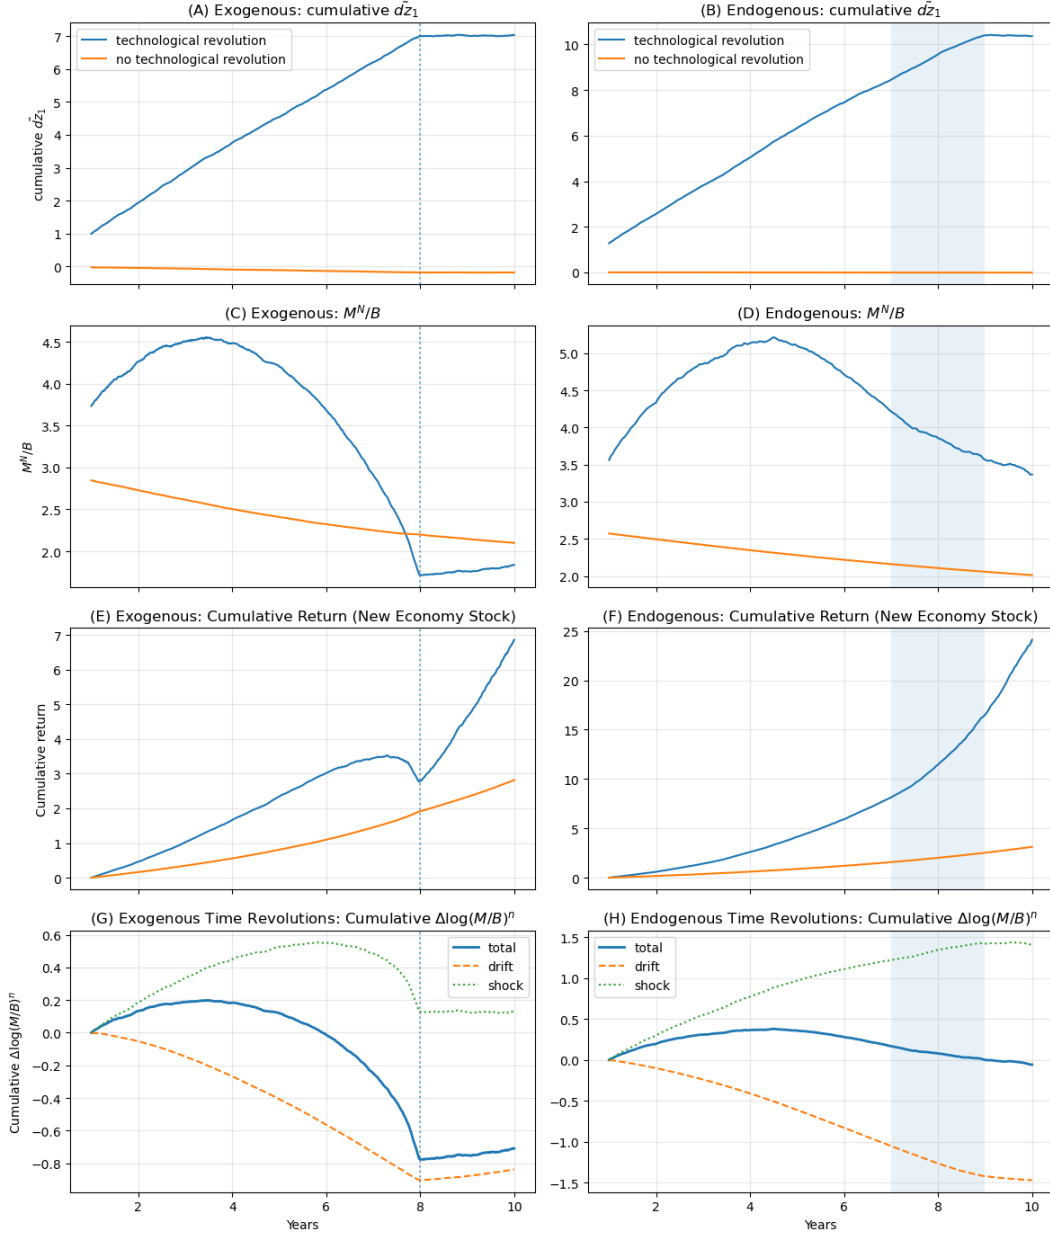 (A) Exogenous: cumulative d̃z₁
7
6
5
4
3
2
1
0
cumulative d̃z₁
technological revolution
no technological revolution
(B) Endogenous: cumulative d̃z₁
10
8
6
4
2
0
technological revolution
no technological revolution
(C) Exogenous: Mᴺ/B
4.5
4.0
3.5
3.0
2.5
2.0
Mᴺ/B
(D) Endogenous: Mᴺ/B
5.0
4.5
4.0
3.5
3.0
2.5
2.0
(E) Exogenous: Cumulative Return (New Economy Stock)
7
6
5
4
3
2
1
0
Cumulative return
(F) Endogenous: Cumulative Return (New Economy Stock)
25
20
15
10
5
0
(G) Exogenous Time Revolutions: Cumulative Δlog(M/B)ⁿ
0.6
0.4
0.2
0.0
−0.2
−0.4
−0.6
−0.8
Cumulative Δlog(M/B)ⁿ
total
drift
shock
2 4 6 8 10
Years
(H) Endogenous Time Revolutions: Cumulative Δlog(M/B)ⁿ
1.5
1.0
0.5
0.0
−0.5
−1.0
−1.5
total
drift
shock
2 4 6 8 10
Years